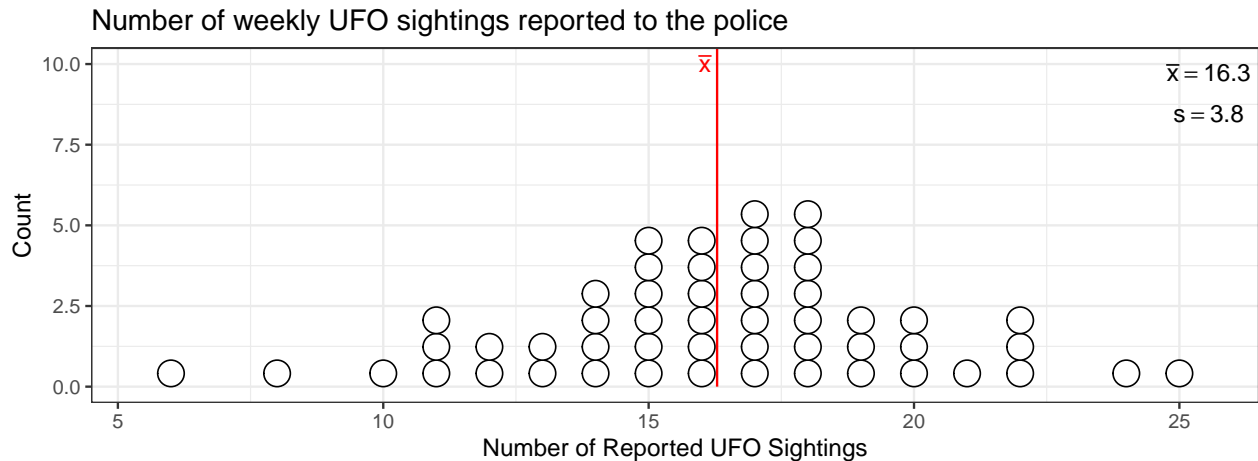 Number of weekly UFO sightings reported to the police
10.0
x̅
x̅ = 16.3
s = 3.8
7.5
5.0
2.5
0.0
Count
5 10 15 20 25
Number of Reported UFO Sightings